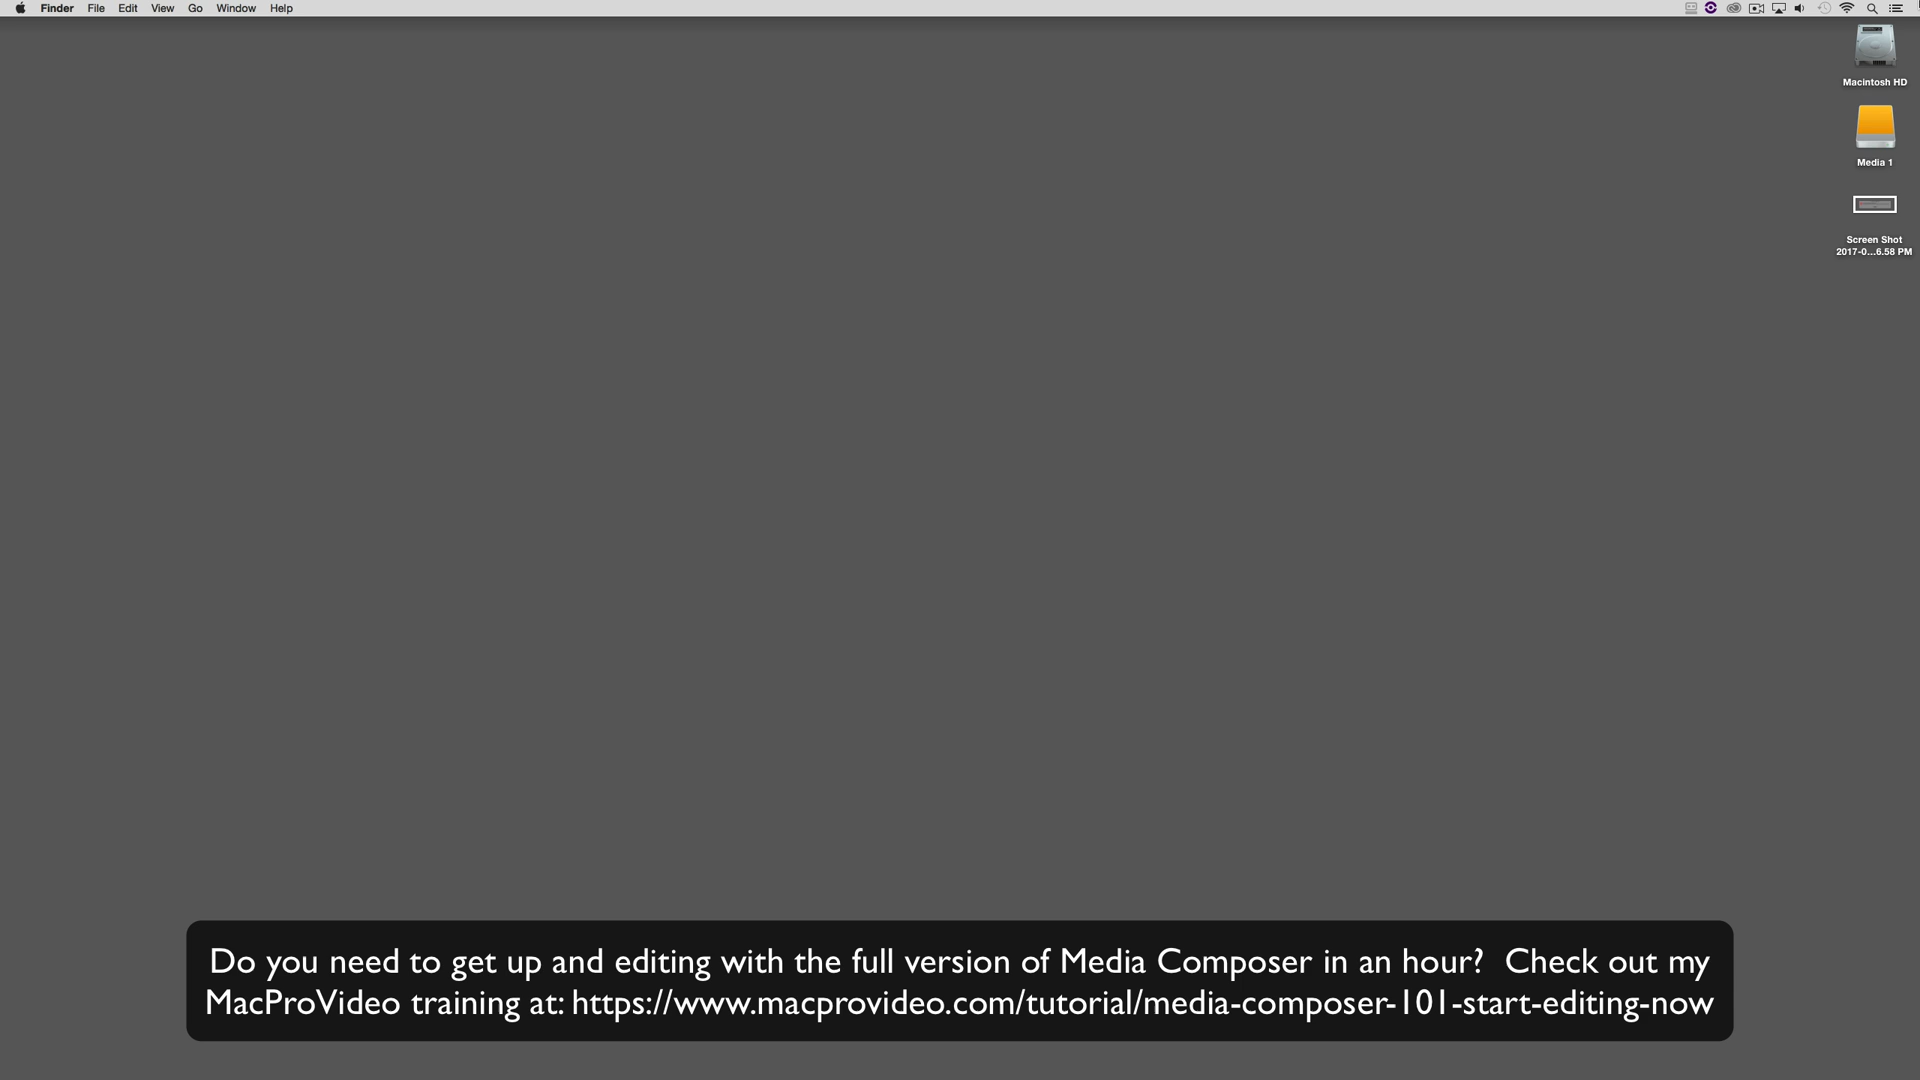 Finder File Edit View Go Window Help
Macintosh HD
Media 1
Screen Shot
2017-0...6.58 PM
Do you need to get up and editing with the full version of Media Composer in an hour?  Check out my
MacProVideo training at: https://www.macprovideo.com/tutorial/media-composer-101-start-editing-now